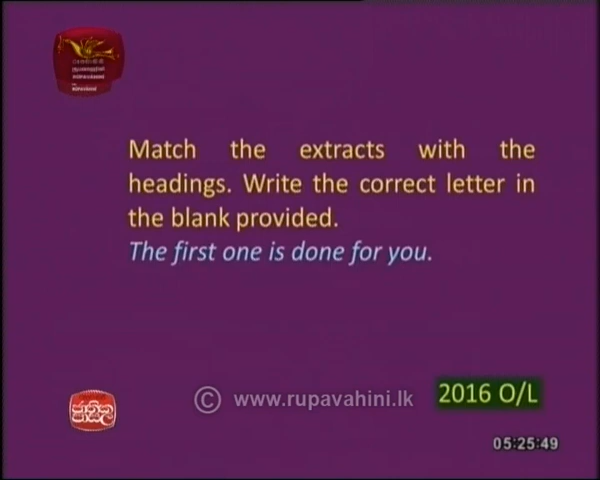 Match the extracts with the
headings. Write the correct letter in
the blank provided.
The first one is done for you.
© www.rupavahini.lk
2016 O/L
05:25:49